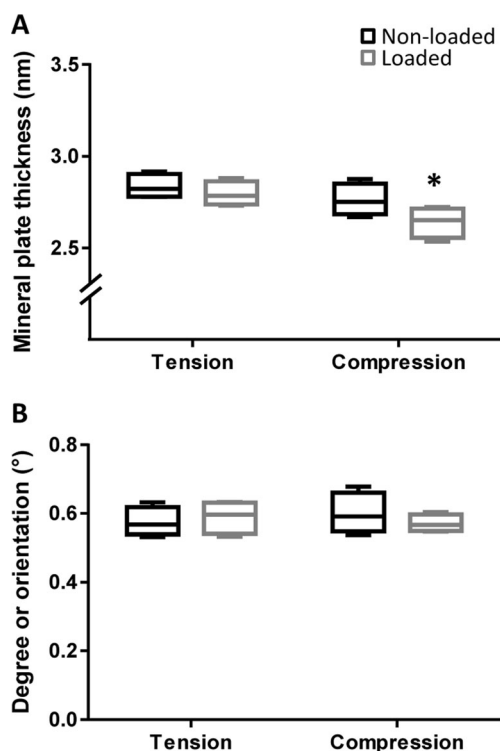 A
Non-loaded
Loaded
Mineral plate thickness (nm)
3.5
3.0
2.5
*
Tension Compression
B
Degree or orientation (°)
0.8
0.6
0.4
0.2
0.0
Tension Compression